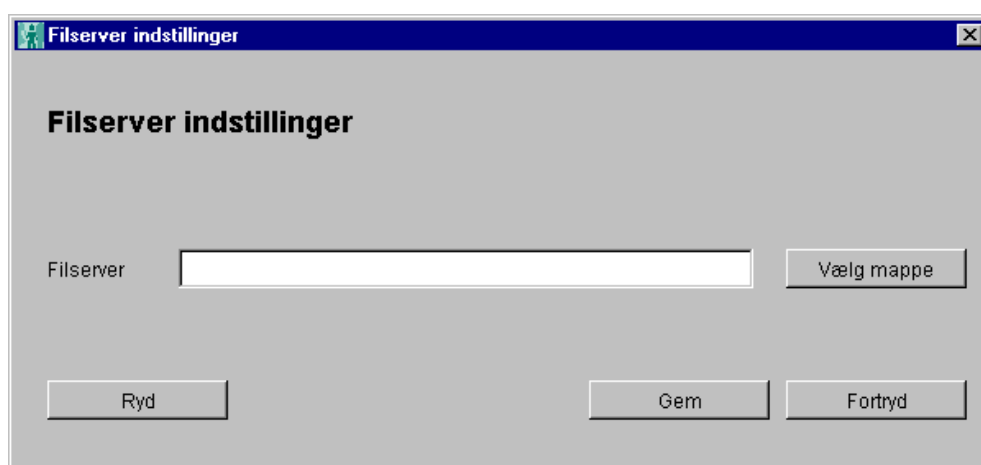 Filserver indstillinger
Filserver indstillinger
Filserver
Vælg mappe
Ryd
Gem
Fortryd